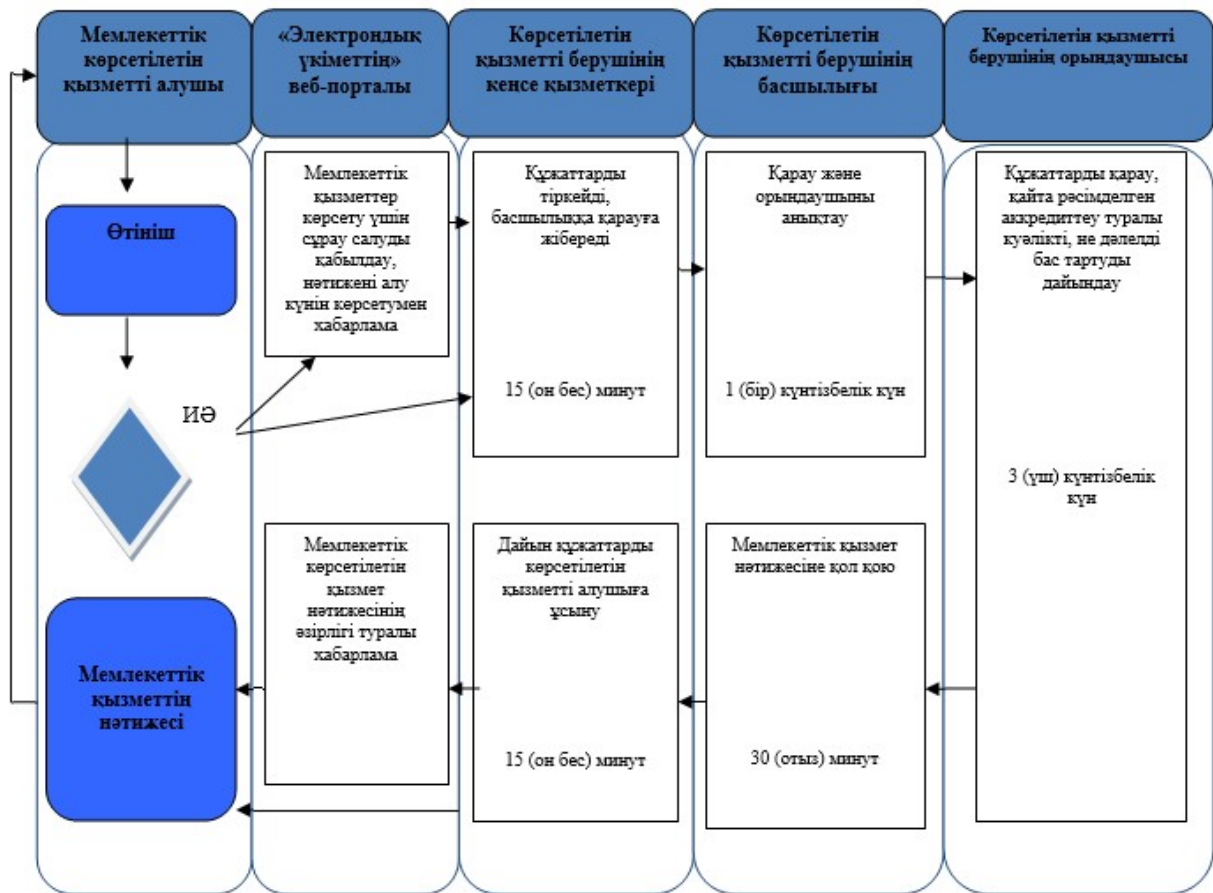 Мемлекеттік
көрсетілетін
қызметті алушы
«Электрондық
үкіметтің»
веб-порталы
Көрсетілетін
қызметті берушінің
кеңсе қызметкері
Көрсетілетін
қызметті берушінің
басшылығы
Көрсетілетін қызметті
берушінің орындаушысы
Өтініш
ИӘ
Мемлекеттік
қызметтер
көрсету үшін
сұрау салуды
қабылдау,
нәтижені алу
күнін көрсетумен
хабарлама
Құжаттарды
тіркейді,
басшылыққа қарауға
жібереді
15 (он бес) минут
Қарау және
орындаушыны
анықтау
1 (бір) күнтізбелік күн
Құжаттарды қарау,
қайта рәсімделген
аккредиттеу туралы
куәлікті, не дәлелді
бас тартуды
дайындау
3 (үш) күнтізбелік
күн
Мемлекеттік қызмет
нәтижесіне қол қою
30 (отыз) минут
Дайын құжаттарды
көрсетілетін
қызметті алушыға
ұсыну
15 (он бес) минут
Мемлекеттік
көрсетілетін
қызмет
нәтижесінің
әзірлігі туралы
хабарлама
Мемлекеттік
қызметтің
нәтижесі